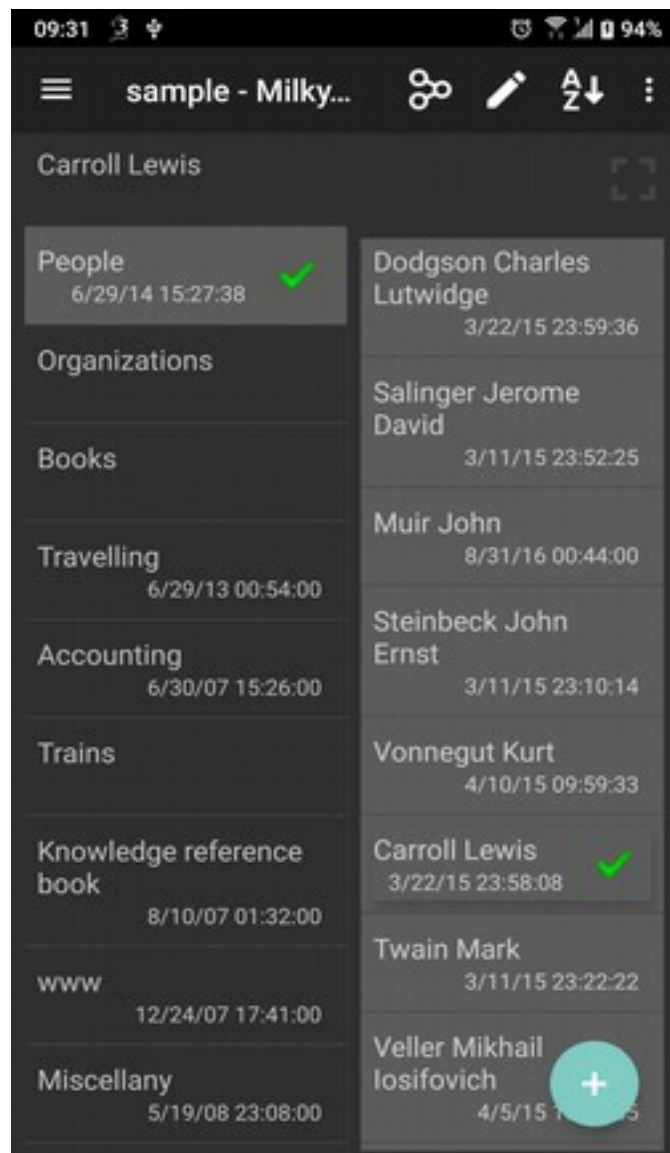 09:31 94%
sample - Milky...
A
Z
Carroll Lewis
People
6/29/14 15:27:38
Organizations
Books
Travelling
6/29/13 00:54:00
Accounting
6/30/07 15:26:00
Trains
Knowledge reference
book
8/10/07 01:32:00
www
12/24/07 17:41:00
Miscellany
5/19/08 23:08:00
Dodgson Charles
Lutwidge
3/22/15 23:59:36
Salinger Jerome
David
3/11/15 23:52:25
Muir John
8/31/16 00:44:00
Steinbeck John
Ernst
3/11/15 23:10:14
Vonnegut Kurt
4/10/15 09:59:33
Carroll Lewis
3/22/15 23:58:08
Twain Mark
3/11/15 23:22:22
Veller Mikhail
Iosifovich
4/5/15